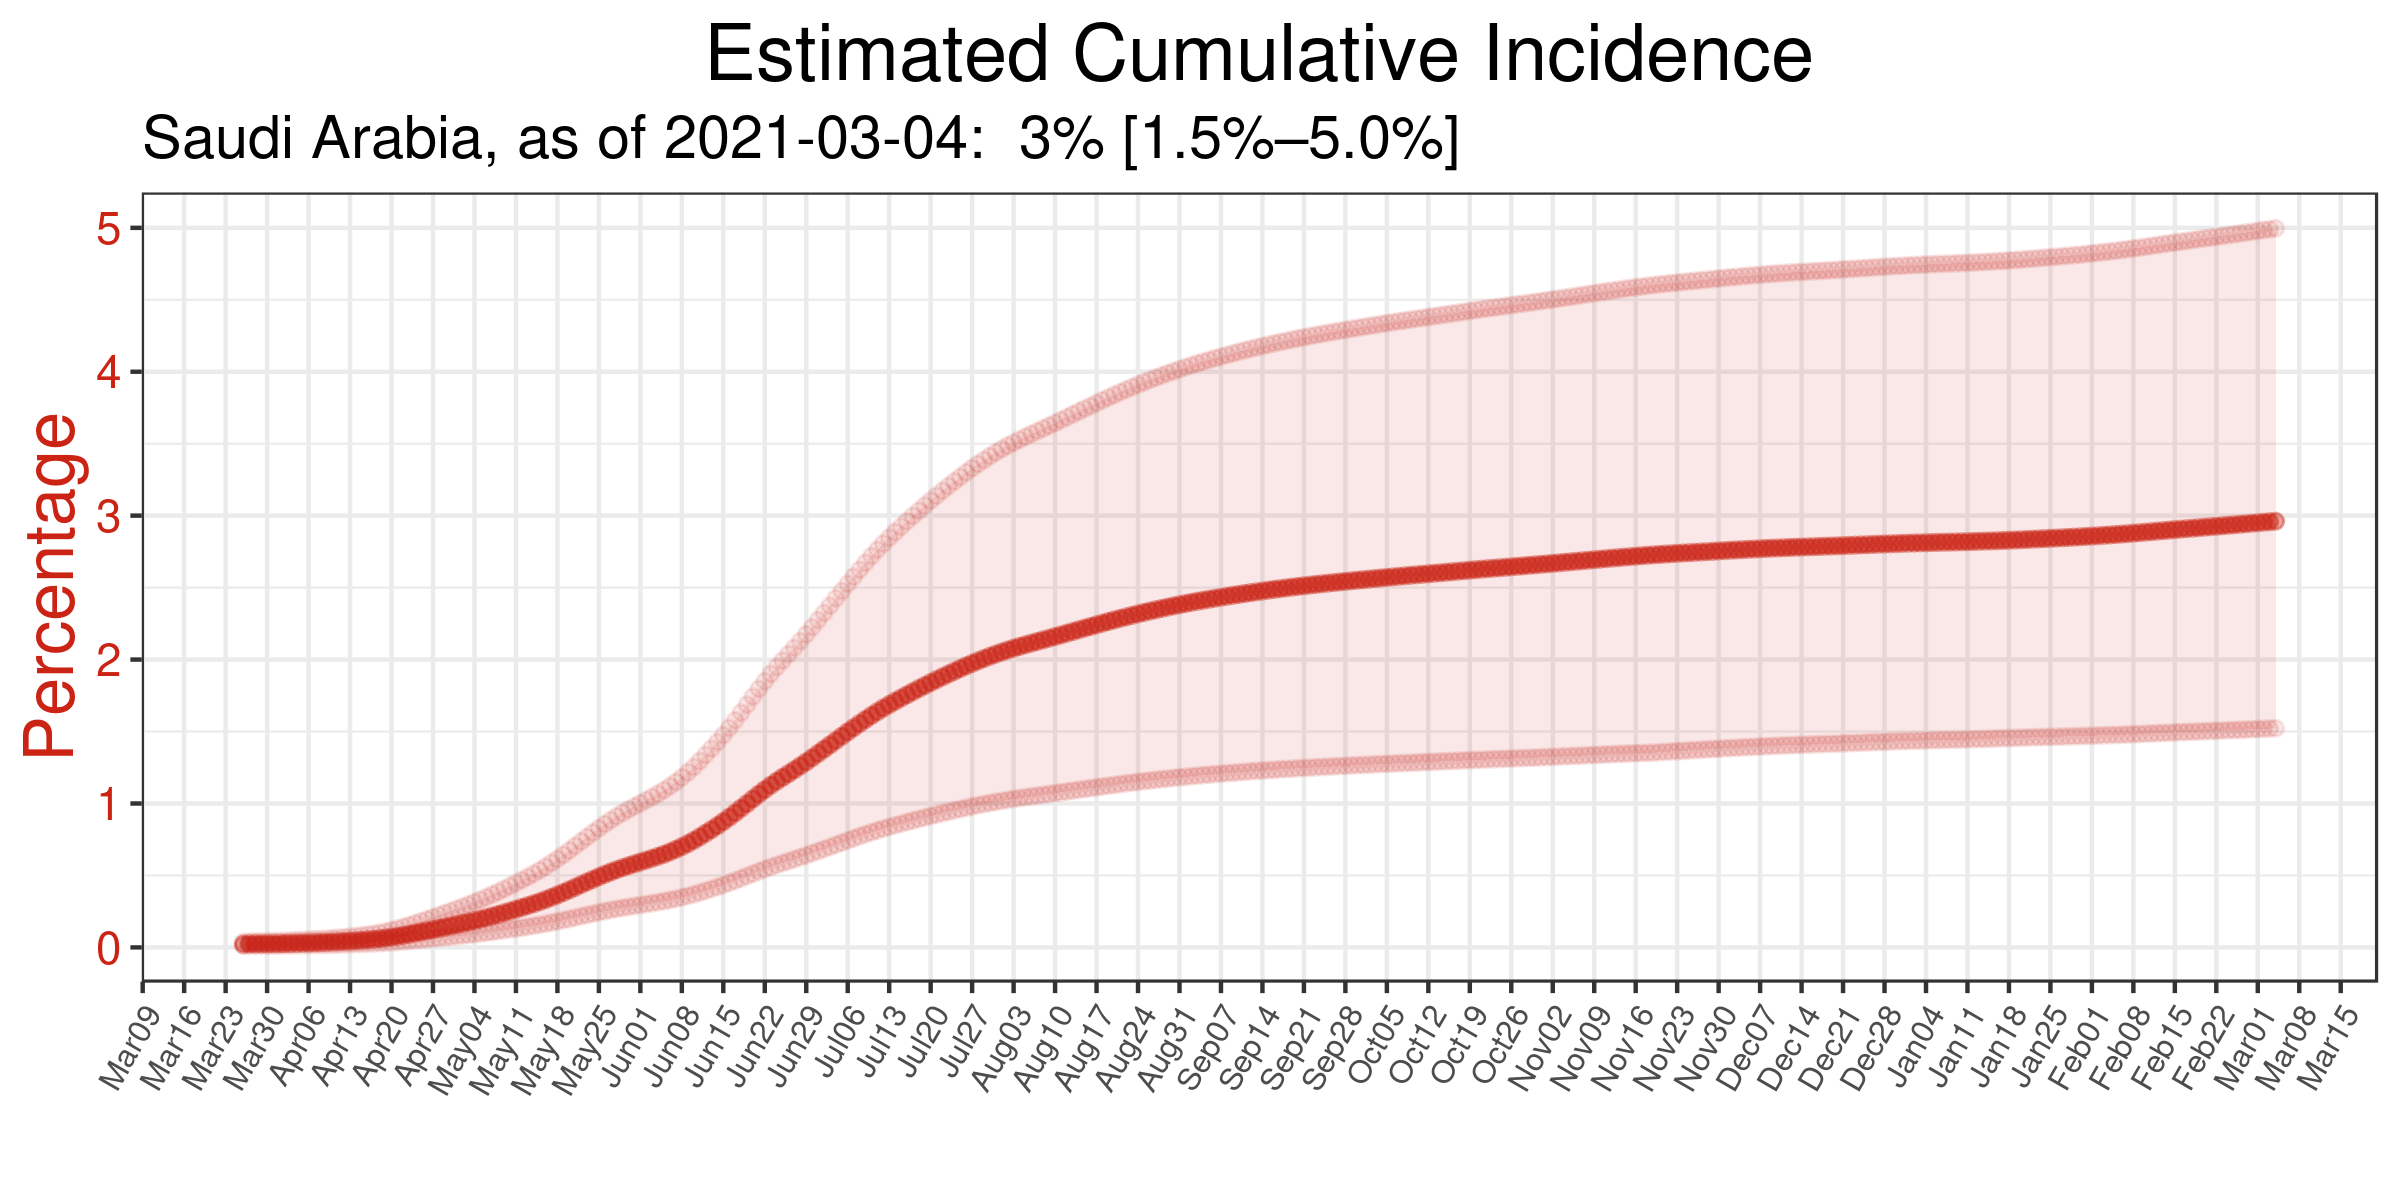 Estimated Cumulative Incidence
Saudi Arabia, as of 2021-03-04:  3% [1.5%–5.0%]
Percentage
5
4
3
2
1
0
Mar09
Mar16
Mar23
Mar30
Apr06
Apr13
Apr20
Apr27
May04
May11
May18
May25
Jun01
Jun08
Jun15
Jun22
Jun29
Jul06
Jul13
Jul20
Jul27
Aug03
Aug10
Aug17
Aug24
Aug31
Sep07
Sep14
Sep21
Sep28
Oct05
Oct12
Oct19
Oct26
Nov02
Nov09
Nov16
Nov23
Nov30
Dec07
Dec14
Dec21
Dec28
Jan04
Jan11
Jan18
Jan25
Feb01
Feb08
Feb15
Feb22
Mar01
Mar08
Mar15